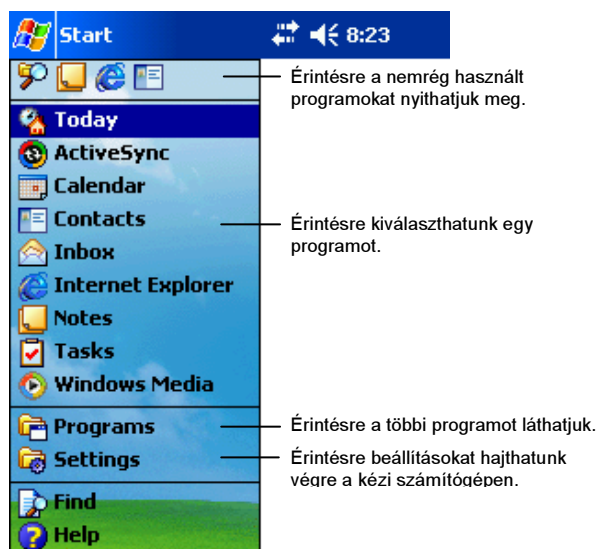 Start 8:23
Érintésre a nemrég használt
programokat nyithatjuk meg.
Today
ActiveSync
Calendar
Contacts
Érintésre kiválaszthatunk egy
programot.
Inbox
Internet Explorer
Notes
Tasks
Windows Media
Programs
Érintésre a többi programot láthatjuk.
Settings
Érintésre beállításokat hajthatunk
végre a kézi számítógépen.
Find
Help